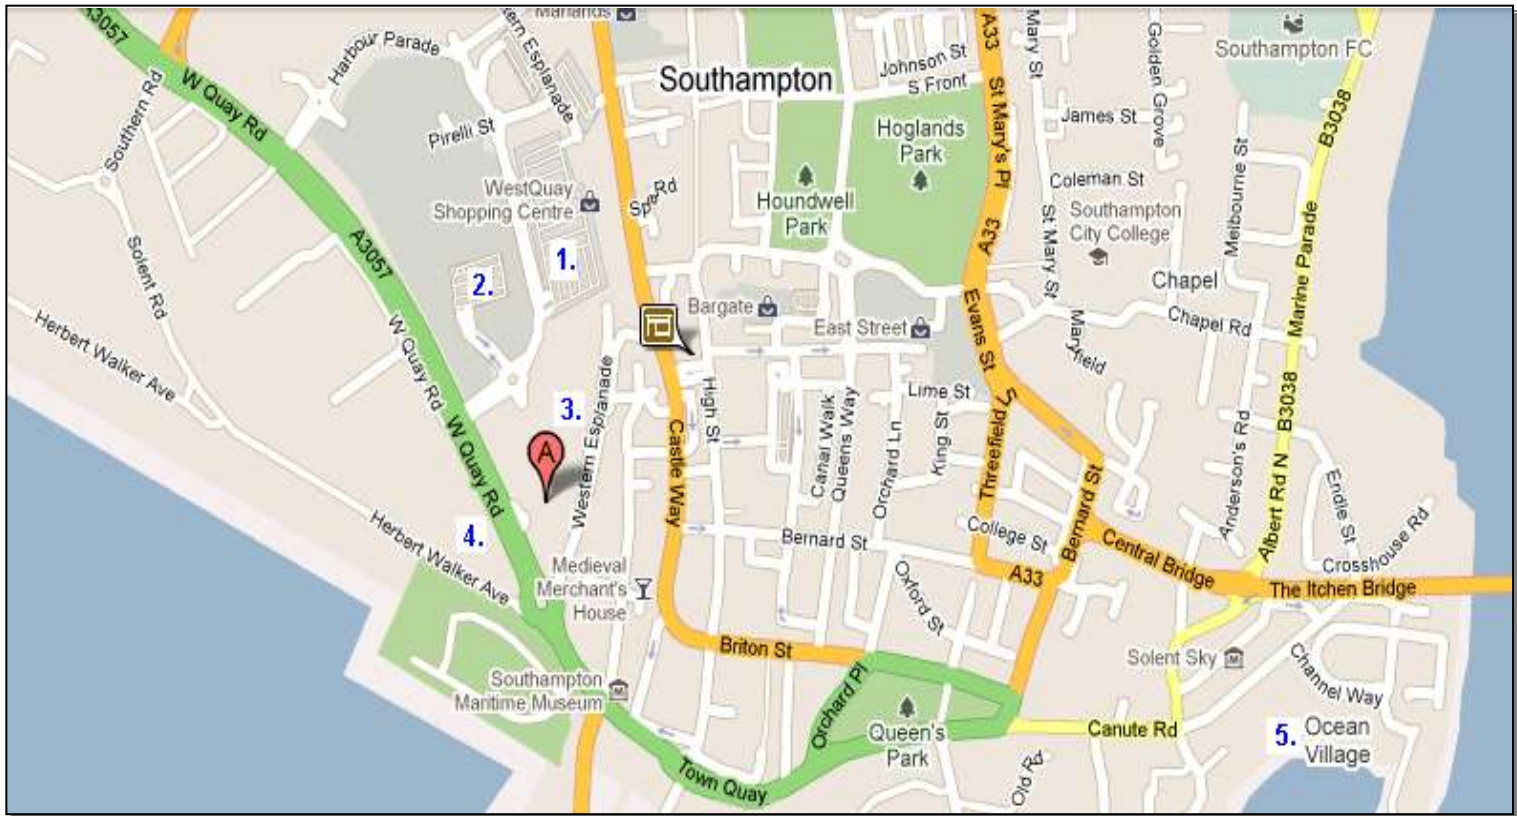 Marlands
A3057
W Quay Rd
Harbour Parade
Southern Rd
Pirelli St
Southampton
Johnson St
S Front
A33
St Mary's Pl
Golden Grove
Southampton FC
B3038
James St
Hoglands
Park
Coleman St
Southampton
City College
Melbourne St
Marine Parade
WestQuay
Shopping Centre
Houndwell
Park
A33
St Mary St
Chapel
A3057
1.
2.
Solent Rd
Bargate
East Street
Evans St
Chapel Rd
Maryfield
Herbert Walker Ave
W Quay Rd
3.
Western Esplanade
High St
Lime St
B3038
W Quay Rd
A
Castle Way
Canal Walk
Queens Way
Orchard Ln
King St
Threefield
Anderson's Rd
Endle St
4.
Herbert Walker Ave
Bernard St
College St
Bernard St
Central Bridge
Albert Rd N
Crosshouse Rd
The Itchen Bridge
Medieval
Merchant's
House
Oxford St
A33
Briton St
Solent Sky
Channel Way
Southampton
Maritime Museum
Orchard Pl
Queen's
Park
Canute Rd
5.
Ocean
Village
Town Quay
Old Rd